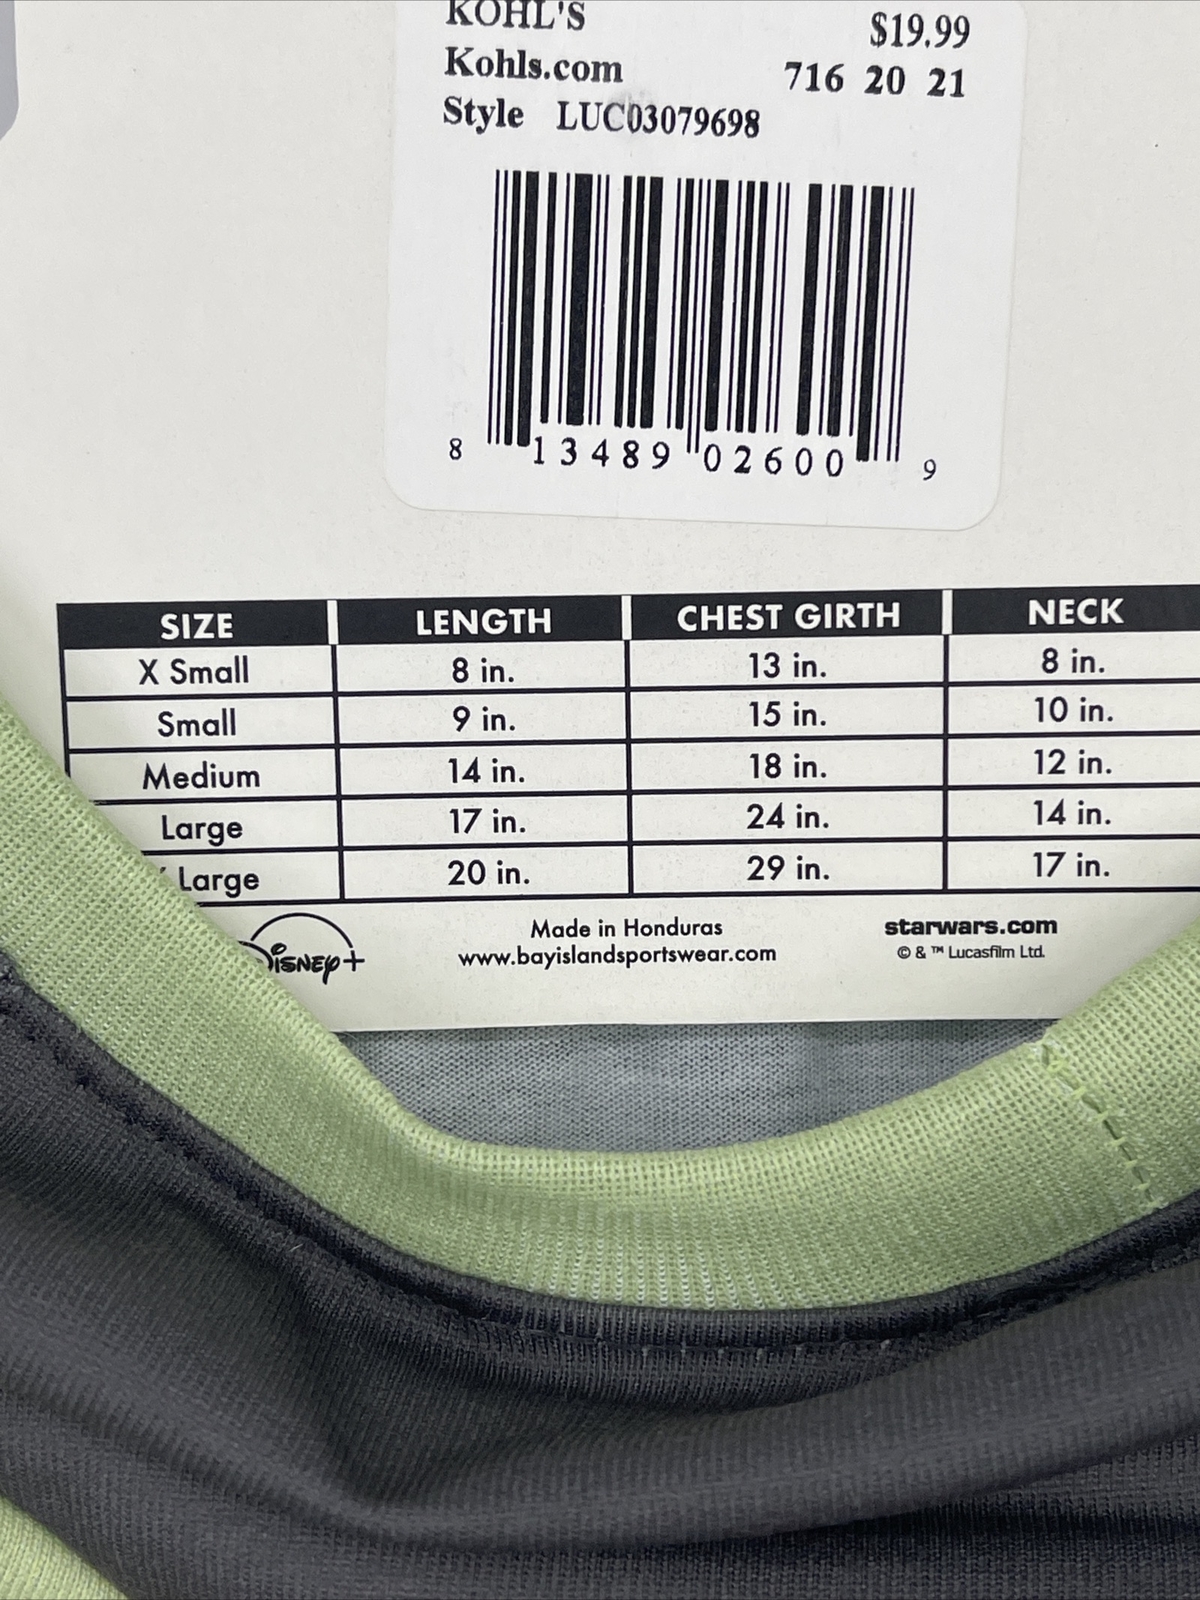 KOHL'S $19.99
Kohls.com 716 20 21
Style LUC03079698
8 13489 02600 9
SIZE LENGTH CHEST GIRTH NECK
X Small 8 in. 13 in. 8 in.
Small 9 in. 15 in. 10 in.
Medium 14 in. 18 in. 12 in.
Large 17 in. 24 in. 14 in.
Large 20 in. 29 in. 17 in.
Disney+
Made in Honduras
www.bayislandsportswear.com
starwars.com
© & ™ Lucasfilm Ltd.